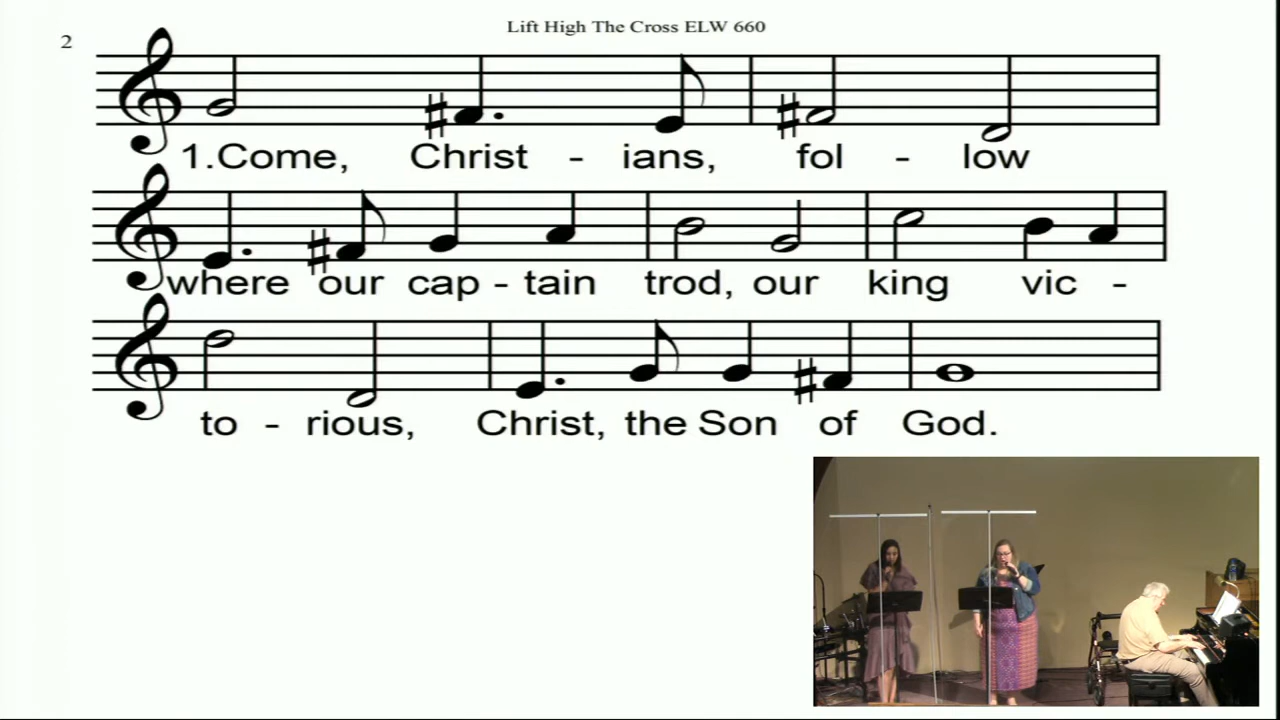 Lift High The Cross ELW 660
2
1.Come, Christ - ians, fol - low
where our cap - tain trod, our king vic -
to - rious, Christ, the Son of God.